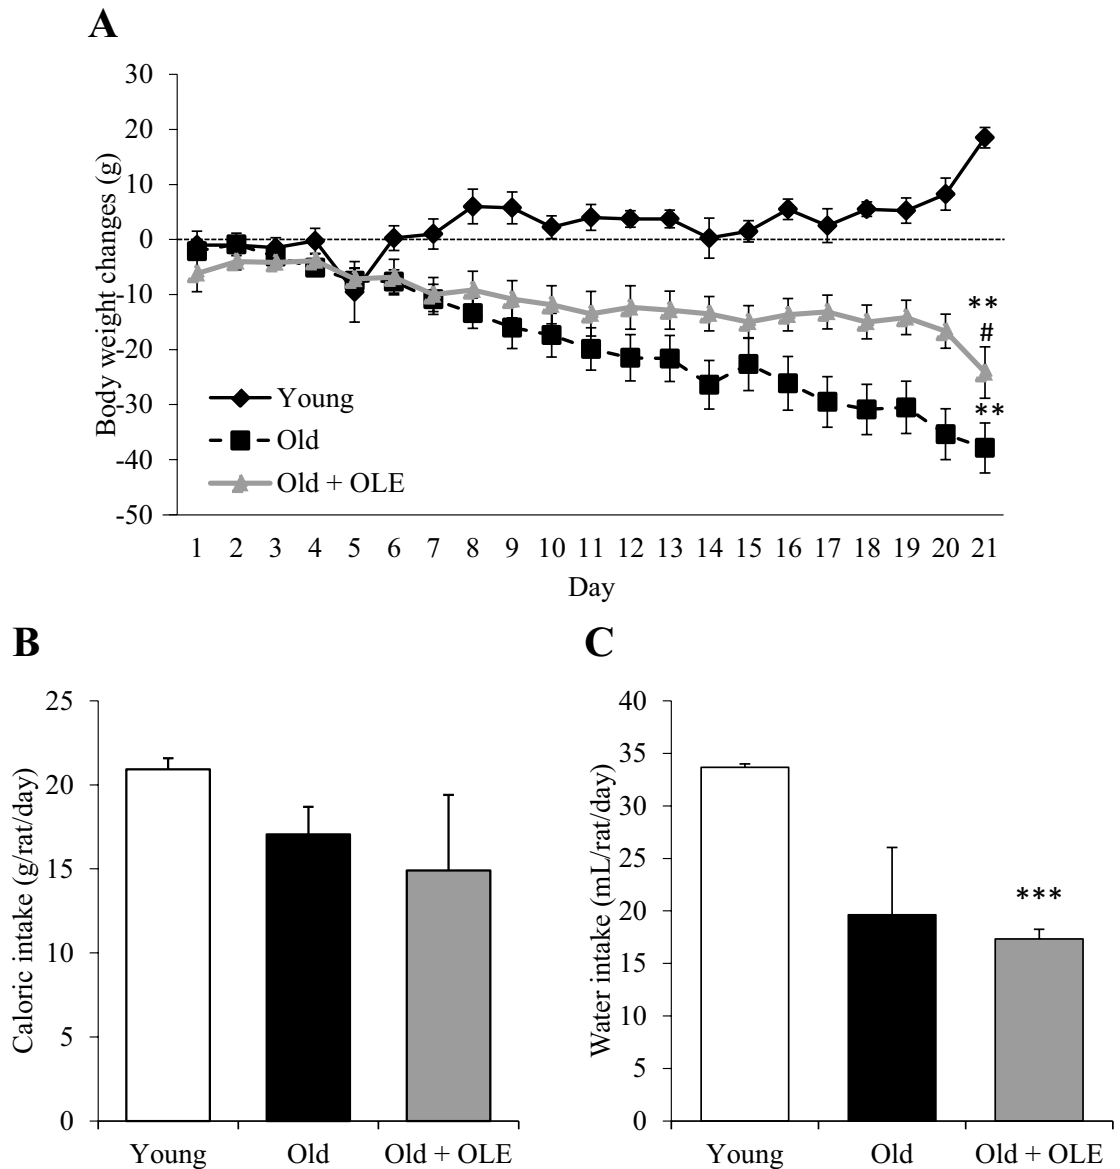 A
Body weight changes (g)
30
20
10
0
-10
-20
-30
-40
-50
Young
Old
Old + OLE
**
#
**
1 2 3 4 5 6 7 8 9 10 11 12 13 14 15 16 17 18 19 20 21
Day
B
Caloric intake (g/rat/day)
25
20
15
10
5
0
Young Old Old + OLE
C
Water intake (mL/rat/day)
40
35
30
25
20
15
10
5
0
***
Young Old Old + OLE